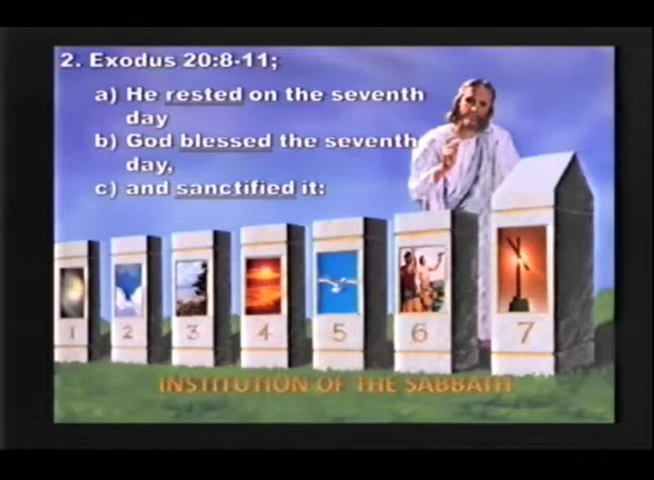 2. Exodus 20:8-11;
a) He rested on the seventh
day
b) God blessed the seventh
day,
c) and sanctified it:
1 2 3 4 5 6 7
INSTITUTION OF THE SABBATH